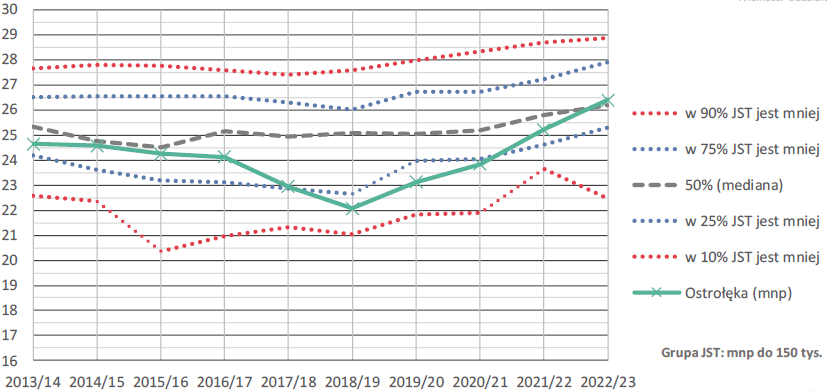 30
29
28
27
26
25
24
23
22
21
20
19
18
17
16
2013/14 2014/15 2015/16 2016/17 2017/18 2018/19 2019/20 2020/21 2021/22 2022/23
w 90% JST jest mniej
w 75% JST jest mniej
50% (mediana)
w 25% JST jest mniej
w 10% JST jest mniej
Ostrołęka (mnp)
Grupa JST: mnp do 150 tys.